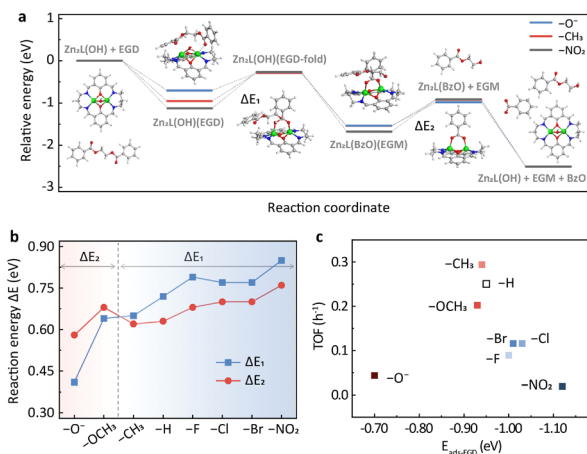 a
−O⁻
−CH₃
−NO₂
Zn₂L(OH) + EGD
Zn₂L(OH)(EGD-fold)
Zn₂L(BzO) + EGM
ΔE₁
ΔE₂
Zn₂L(OH)(EGD)
Zn₂L(BzO)(EGM)
Zn₂L(OH) + EGM + BzO
Relative energy (eV)
1
0
-1
-2
-3
Reaction coordinate
b
ΔE₂
ΔE₁
Reaction energy ΔE (eV)
0.90
0.75
0.60
0.45
0.30
ΔE₁
ΔE₂
−O⁻
−OCH₃
−CH₃
−H
−F
−Cl
−Br
−NO₂
c
TOF (h⁻¹)
0.3
0.2
0.1
0.0
−CH₃
−H
−OCH₃
−Br
−Cl
−F
−O⁻
−NO₂
-0.70
-0.80
-0.90
-1.00
-1.10
E ads-EGD (eV)